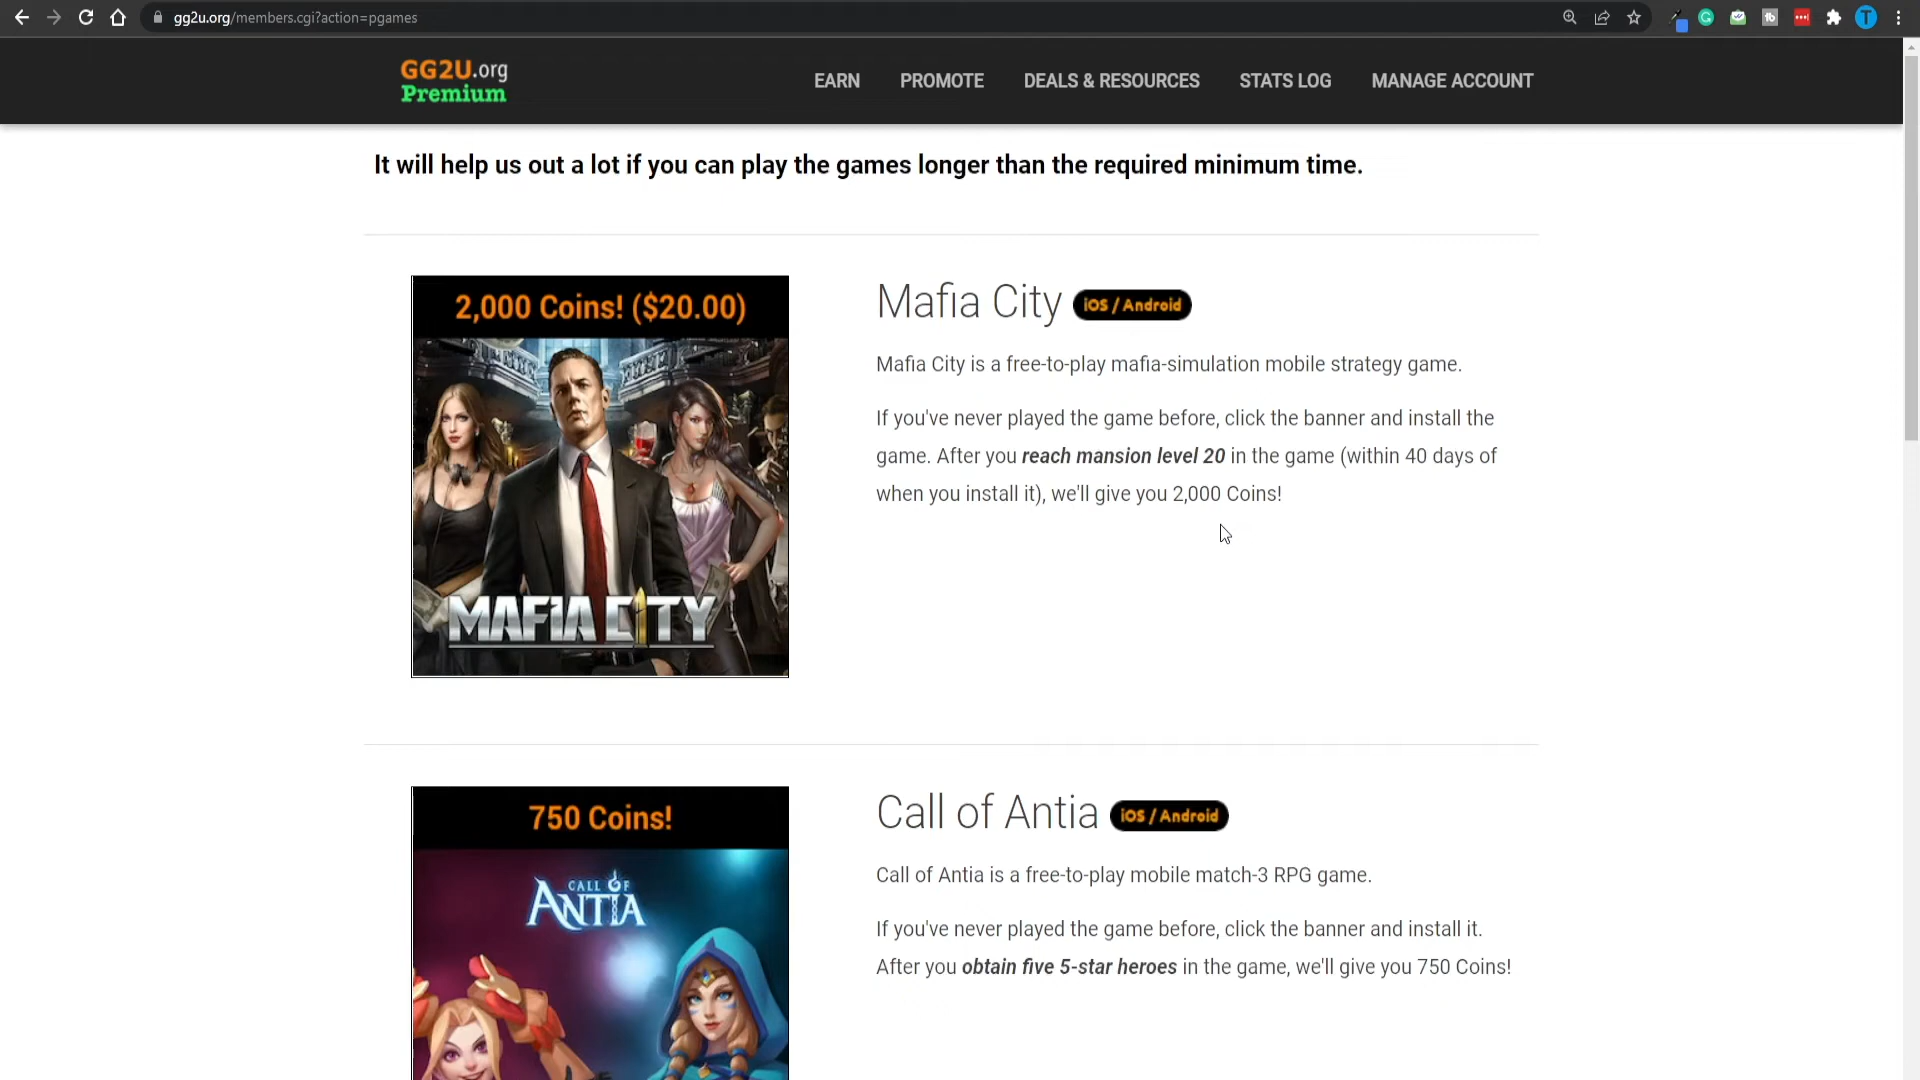 gg2u.org/members.cgi?action=pgames
T
GG2U.org
Premium
EARN
PROMOTE
DEALS & RESOURCES
STATS LOG
MANAGE ACCOUNT
It will help us out a lot if you can play the games longer than the required minimum time.
2,000 Coins! ($20.00)
MAFIA CITY
Mafia City iOS / Android
Mafia City is a free-to-play mafia-simulation mobile strategy game.
If you've never played the game before, click the banner and install the
game. After you reach mansion level 20 in the game (within 40 days of
when you install it), we'll give you 2,000 Coins!
750 Coins!
CALL OF
ANTIA
Call of Antia iOS / Android
Call of Antia is a free-to-play mobile match-3 RPG game.
If you've never played the game before, click the banner and install it.
After you obtain five 5-star heroes in the game, we'll give you 750 Coins!